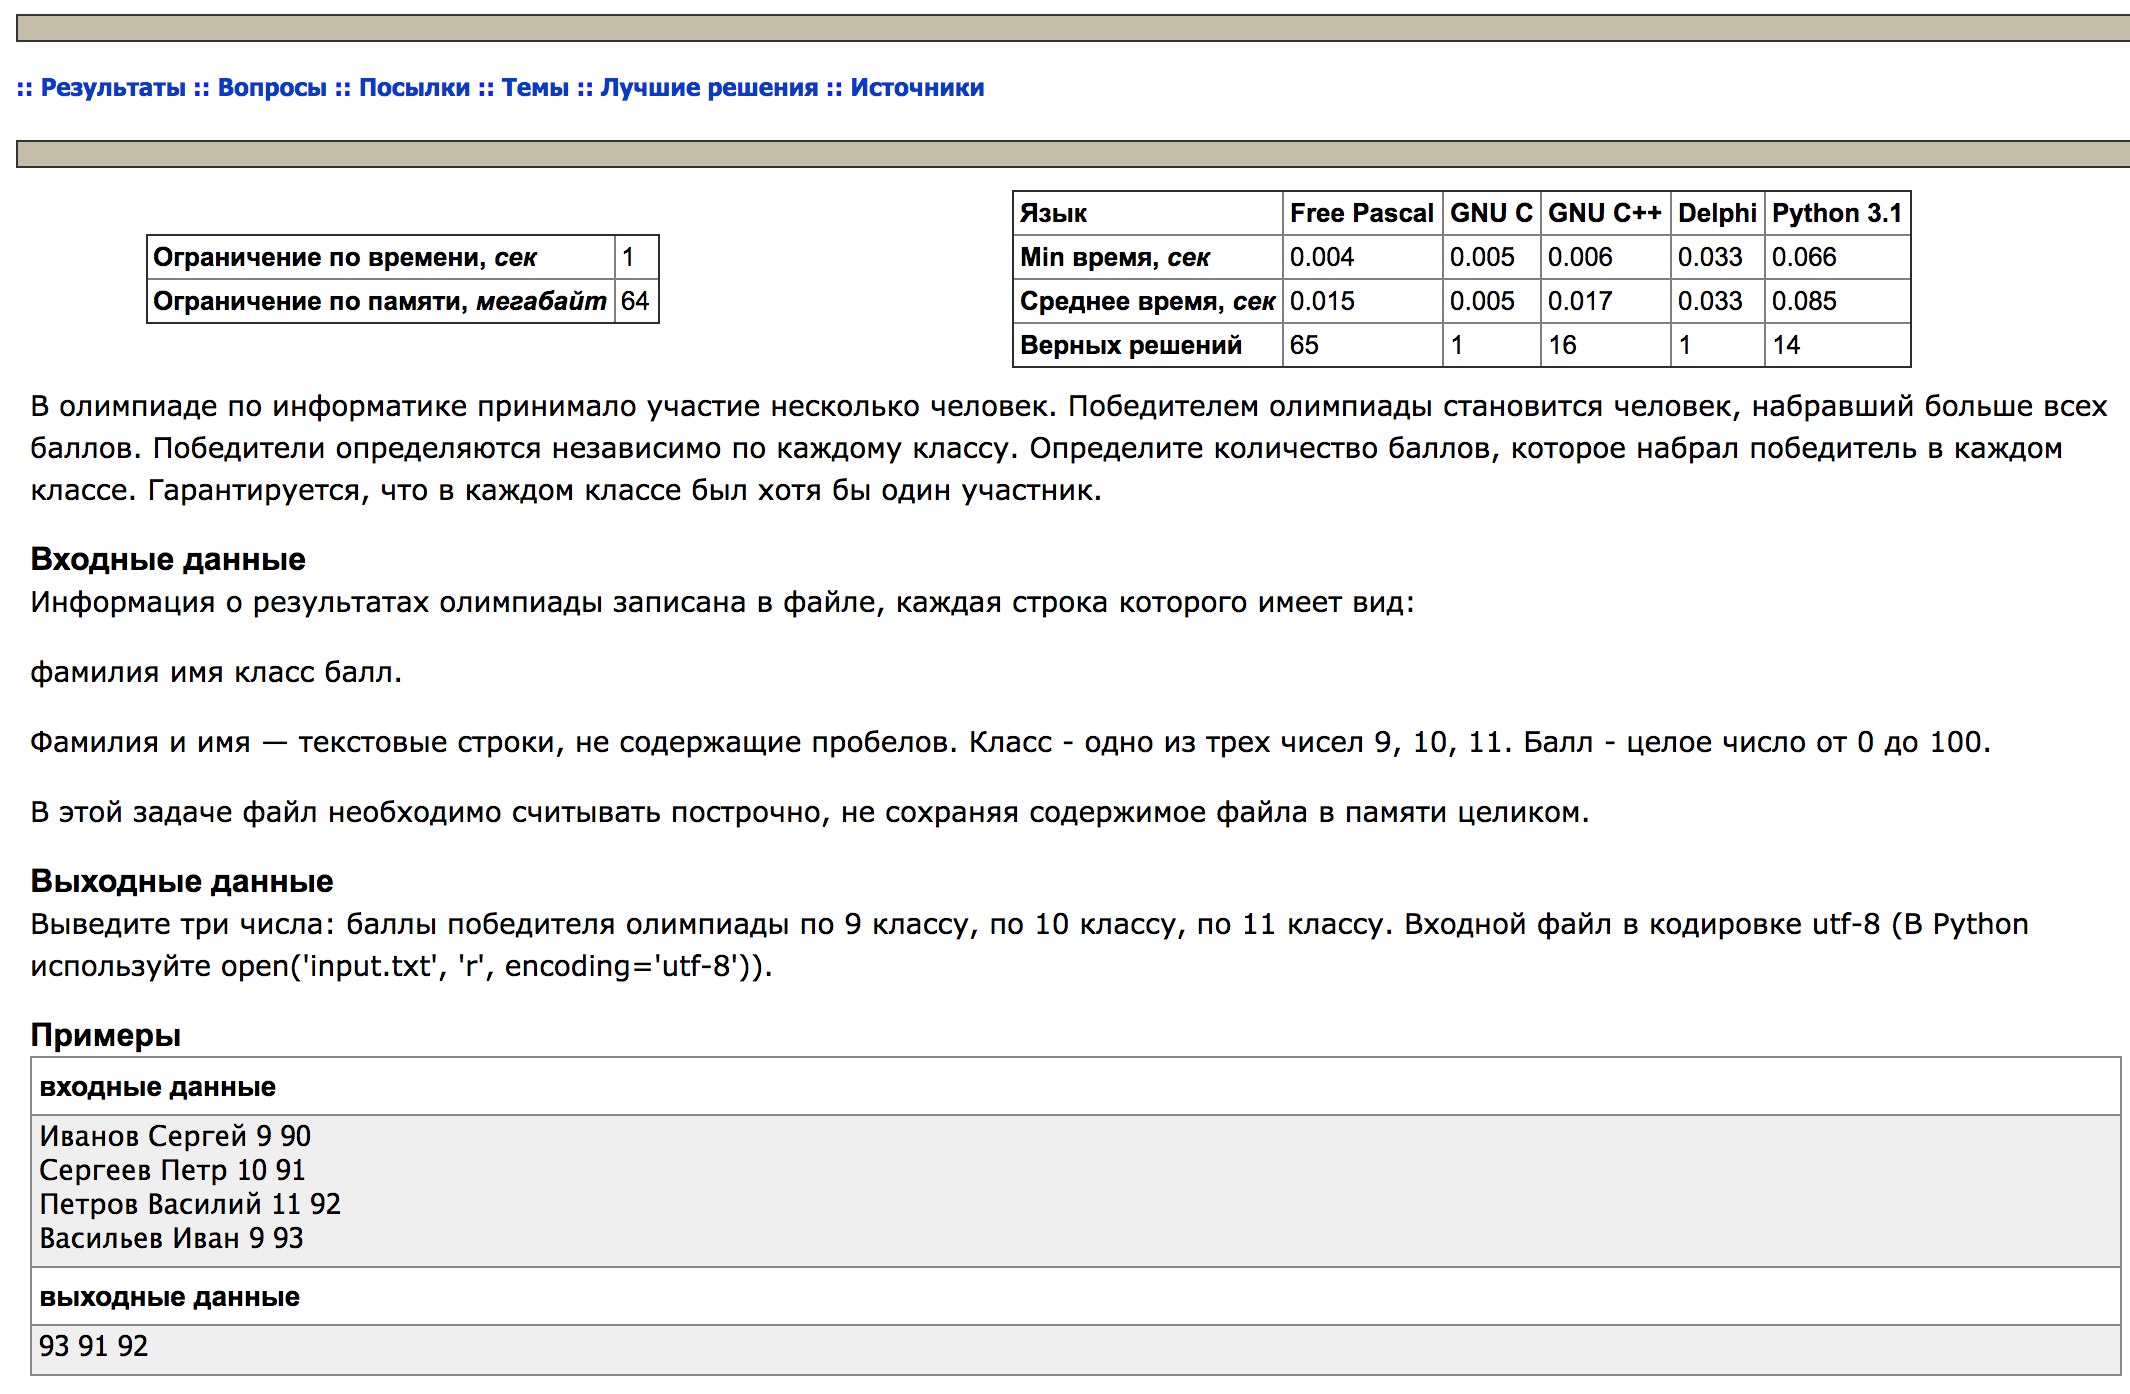 :: Результаты :: Вопросы :: Посылки :: Темы :: Лучшие решения :: Источники
Ограничение по времени, сек 1
Ограничение по памяти, мегабайт 64
Язык Free Pascal GNU C GNU C++ Delphi Python 3.1
Min время, сек 0.004 0.005 0.006 0.033 0.066
Среднее время, сек 0.015 0.005 0.017 0.033 0.085
Верных решений 65 1 16 1 14
В олимпиаде по информатике принимало участие несколько человек. Победителем олимпиады становится человек, набравший больше всех
баллов. Победители определяются независимо по каждому классу. Определите количество баллов, которое набрал победитель в каждом
классе. Гарантируется, что в каждом классе был хотя бы один участник.
Входные данные
Информация о результатах олимпиады записана в файле, каждая строка которого имеет вид:
фамилия имя класс балл.
Фамилия и имя — текстовые строки, не содержащие пробелов. Класс - одно из трех чисел 9, 10, 11. Балл - целое число от 0 до 100.
В этой задаче файл необходимо считывать построчно, не сохраняя содержимое файла в памяти целиком.
Выходные данные
Выведите три числа: баллы победителя олимпиады по 9 классу, по 10 классу, по 11 классу. Входной файл в кодировке utf-8 (В Python
используйте open('input.txt', 'r', encoding='utf-8')).
Примеры
входные данные
Иванов Сергей 9 90
Сергеев Петр 10 91
Петров Василий 11 92
Васильев Иван 9 93
выходные данные
93 91 92